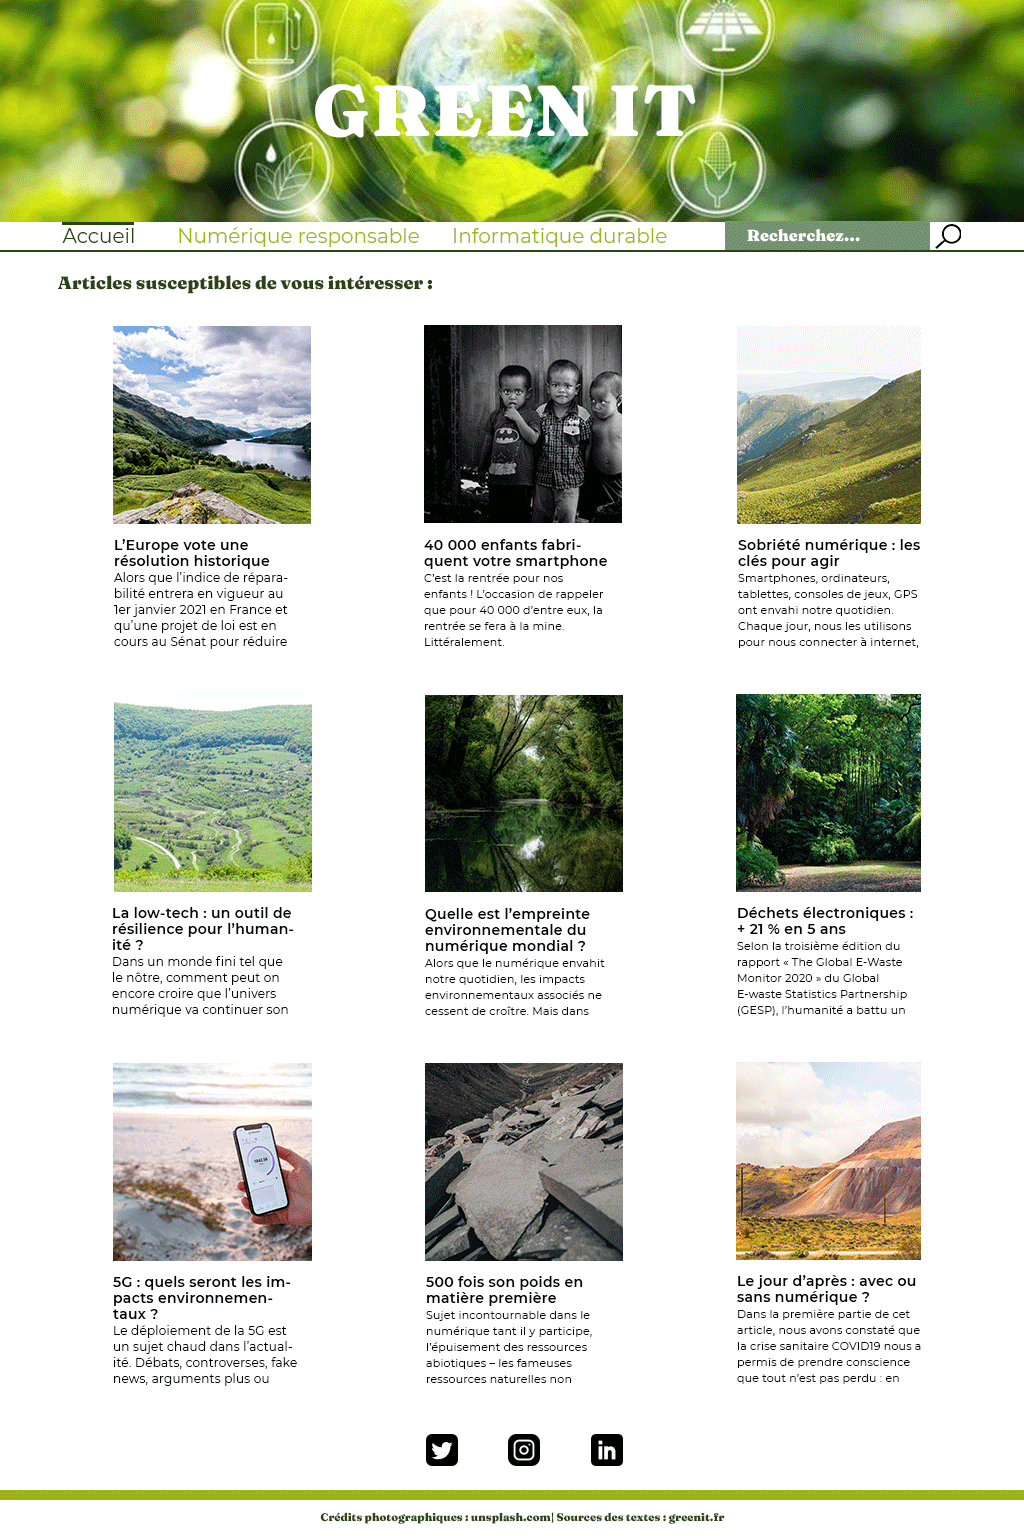 GREEN IT
Accueil
Numérique responsable
Informatique durable
Recherchez...
Articles susceptibles de vous intéresser :
L’Europe vote une
résolution historique
Alors que l’indice de répara-
bilité entrera en vigueur au
1er janvier 2021 en France et
qu’une projet de loi est en
cours au Sénat pour réduire
40 000 enfants fabri-
quent votre smartphone
C’est la rentrée pour nos
enfants ! L’occasion de rappeler
que pour 40 000 d’entre eux, la
rentrée se fera à la mine.
Littéralement.
Sobriété numérique : les
clés pour agir
Smartphones, ordinateurs,
tablettes, consoles de jeux, GPS
ont envahi notre quotidien.
Chaque jour, nous les utilisons
pour nous connecter à internet,
La low-tech : un outil de
résilience pour l’human-
ité ?
Dans un monde fini tel que
le nôtre, comment peut on
encore croire que l’univers
numérique va continuer son
Quelle est l’empreinte
environnementale du
numérique mondial ?
Alors que le numérique envahit
notre quotidien, les impacts
environnementaux associés ne
cessent de croître. Mais dans
Déchets électroniques :
+ 21 % en 5 ans
Selon la troisième édition du
rapport « The Global E-Waste
Monitor 2020 » du Global
E-waste Statistics Partnership
(GESP), l’humanité a battu un
5G : quels seront les im-
pacts environnemen-
taux ?
Le déploiement de la 5G est
un sujet chaud dans l’actual-
ité. Débats, controverses, fake
news, arguments plus ou
500 fois son poids en
matière première
Sujet incontournable dans le
numérique tant il y participe,
l’épuisement des ressources
abiotiques – les fameuses
ressources naturelles non
Le jour d’après : avec ou
sans numérique ?
Dans la première partie de cet
article, nous avons constaté que
la crise sanitaire COVID19 nous a
permis de prendre conscience
que tout n’est pas perdu : en
in
Crédits photographiques : unsplash.com| Sources des textes : greenit.fr